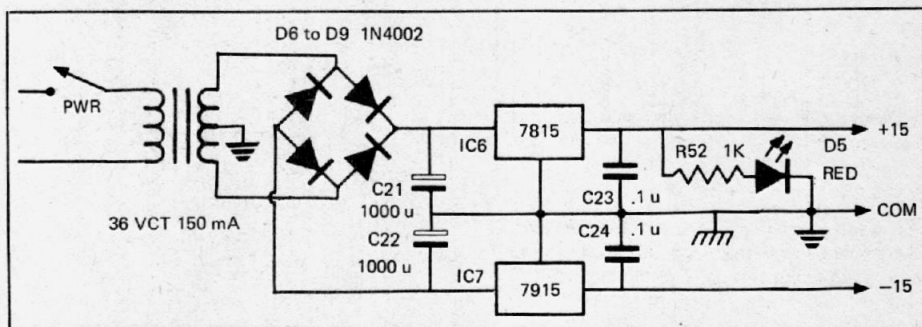 D6 to D9 1N4002
PWR
36 VCT 150 mA
C21
1000 u
C22
1000 u
IC6
7815
IC7
7915
C23
.1 u
C24
.1 u
R52 1K
D5
RED
+15
COM
−15